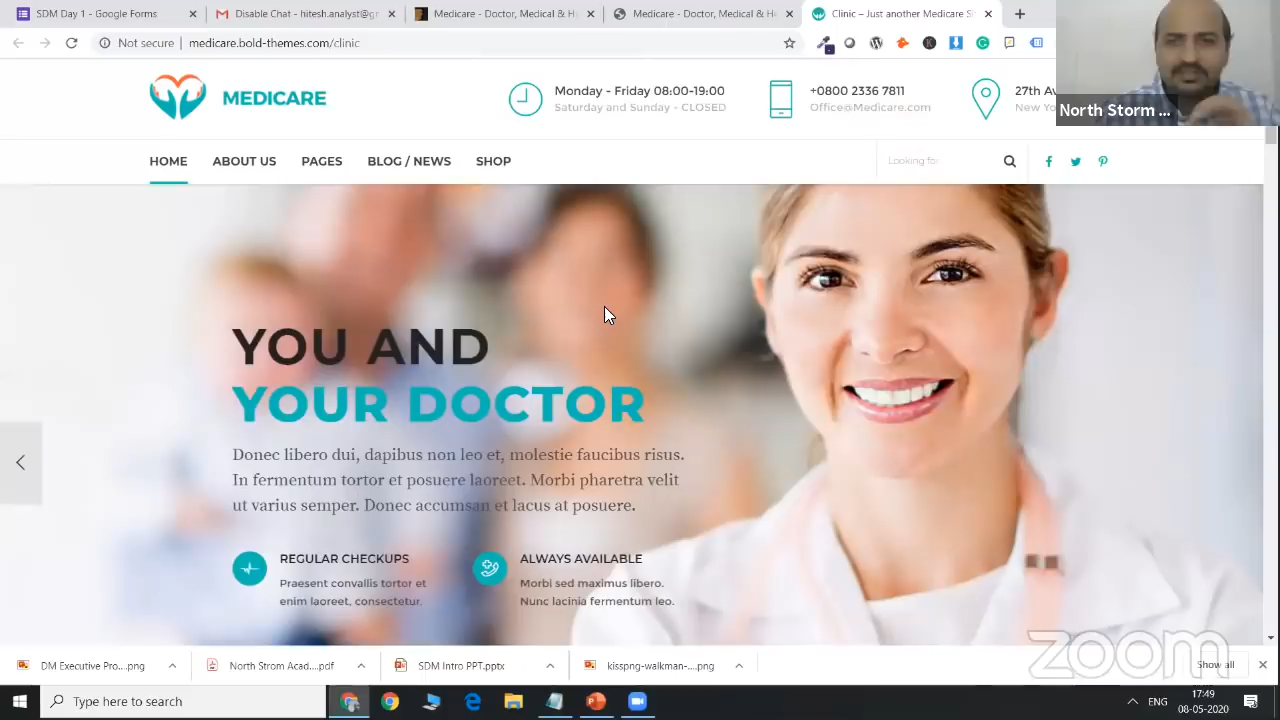 SDM Day 1 - Google Forms
Disabled - hitesh.analyst@gr
Medicare - Doctor, Medical & H
Medicare - Doctor, Medical & He
Clinic – Just another Medicare Si
Not secure
medicare.bold-themes.com/clinic
MEDICARE
Monday - Friday 08:00-19:00
Saturday and Sunday - CLOSED
+0800 2336 7811
Office@Medicare.com
27th Av
New Yo
North Storm ...
HOME
ABOUT US
PAGES
BLOG / NEWS
SHOP
Looking for
YOU AND
YOUR DOCTOR
Donec libero dui, dapibus non leo et, molestie faucibus risus.
In fermentum tortor et posuere laoreet. Morbi pharetra velit
ut varius semper. Donec accumsan et lacus at posuere.
REGULAR CHECKUPS
Praesent convallis tortor et
enim laoreet, consectetur.
ALWAYS AVAILABLE
Morbi sed maximus libero.
Nunc lacinia fermentum leo.
zoom
DM Executive Pro....png
North Strom Acad....pdf
SDM Intro PPT.pptx
kisspng-walkman-....png
Show all
Type here to search
ENG
17:49
08-05-2020